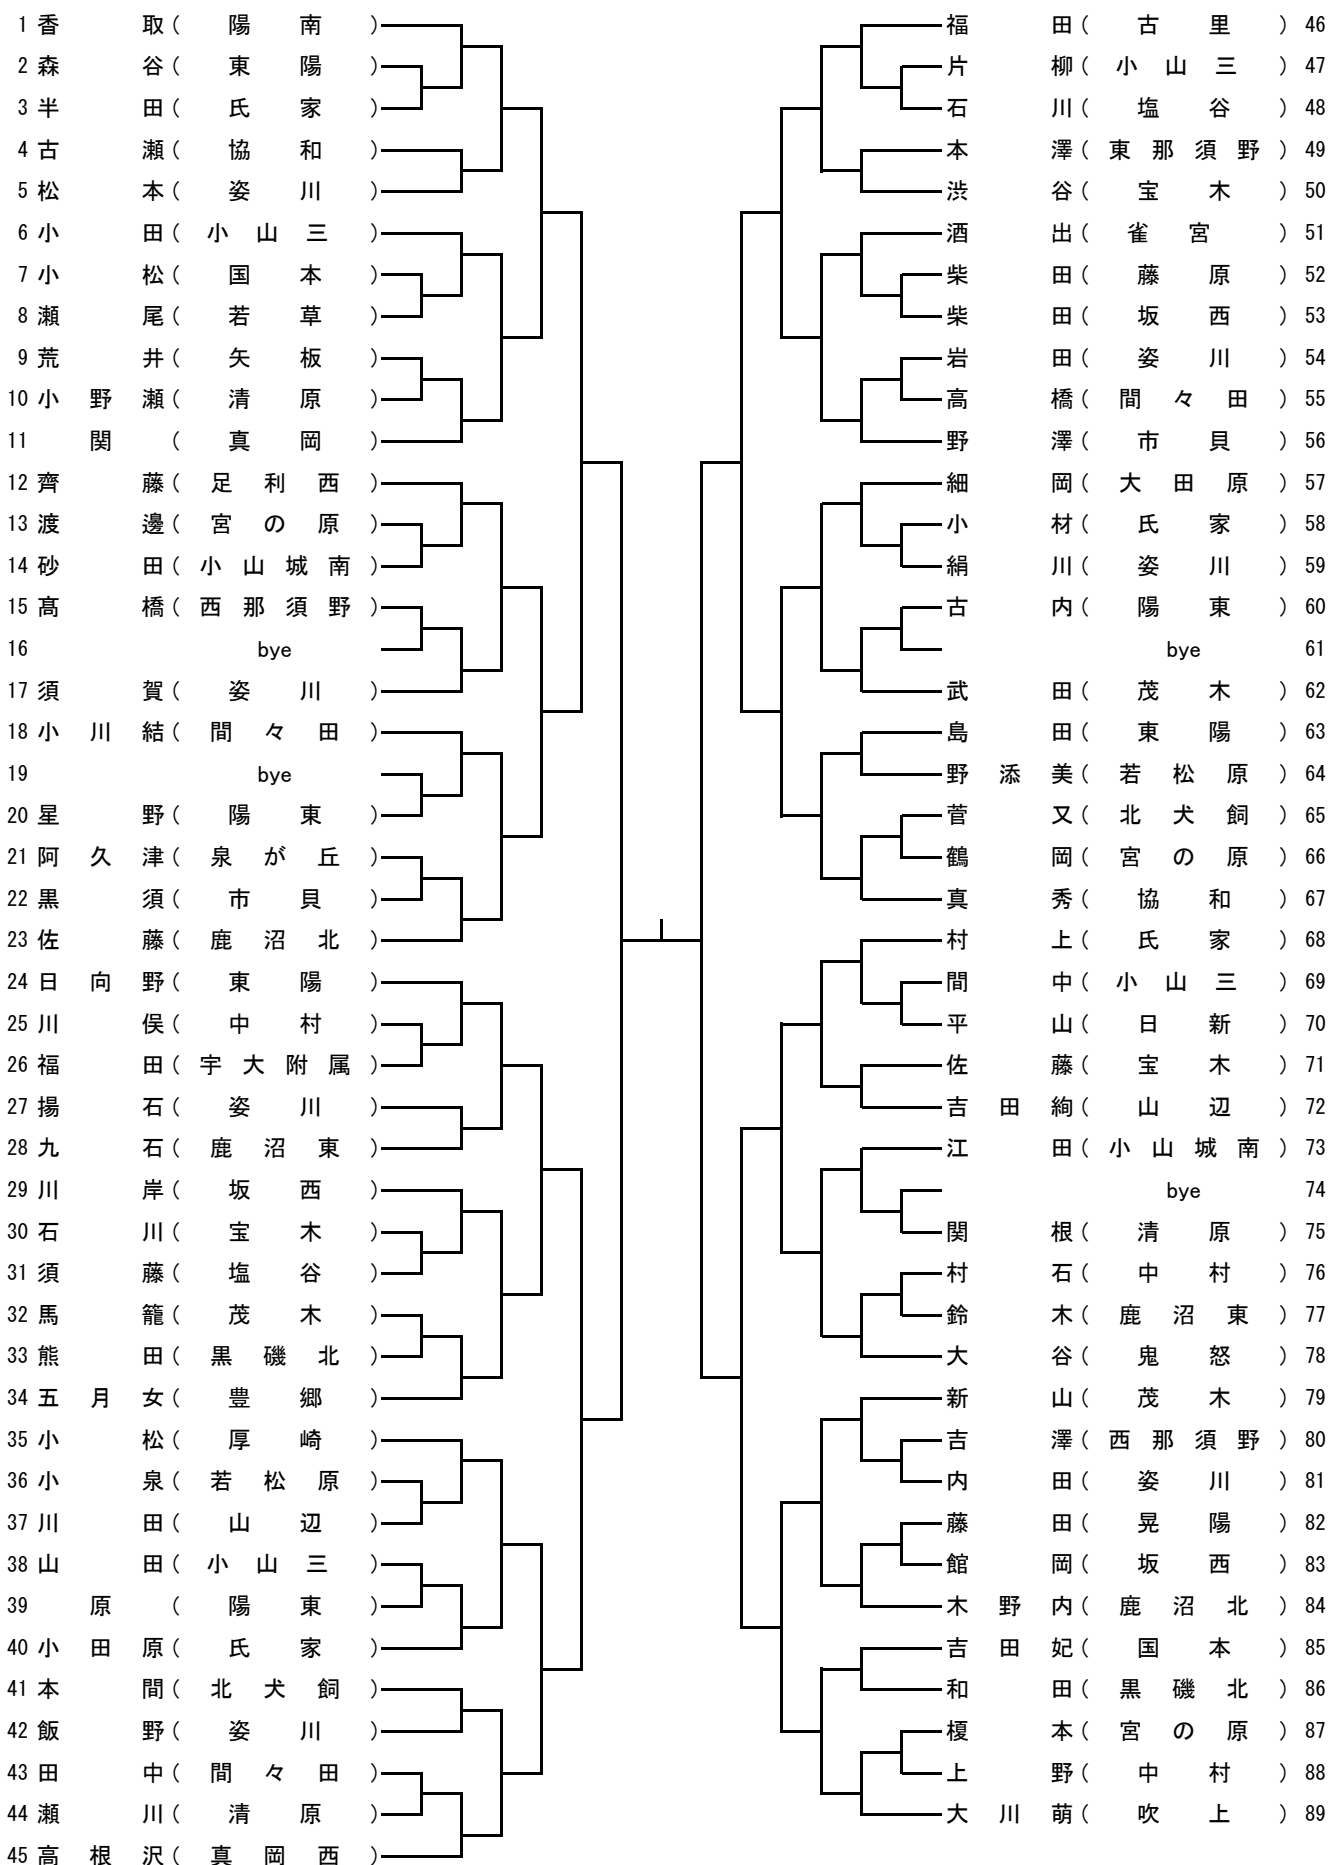 1 香取(陽南)
2 森谷(東陽)
3 半田(氏家)
4 古瀬(協和)
5 松本(姿川)
6 小田(小山三)
7 小松(国本)
8 瀬尾(若草)
9 荒井(矢板)
10 小野瀬(清原)
11 関(真岡)
12 齊藤(足利西)
13 渡邊(宮の原)
14 砂田(小山城南)
15 髙橋(西那須野)
16 bye
17 須賀(姿川)
18 小川結(間々田)
19 bye
20 星野(陽東)
21 阿久津(泉が丘)
22 黒須(市貝)
23 佐藤(鹿沼北)
24 日向野(東陽)
25 川俣(中村)
26 福田(宇大附属)
27 揚石(姿川)
28 九石(鹿沼東)
29 川岸(坂西)
30 石川(宝木)
31 須藤(塩谷)
32 馬籠(茂木)
33 熊田(黒磯北)
34 五月女(豊郷)
35 小松(厚崎)
36 小泉(若松原)
37 川田(山辺)
38 山田(小山三)
39 原(陽東)
40 小田原(氏家)
41 本間(北犬飼)
42 飯野(姿川)
43 田中(間々田)
44 瀬川(清原)
45 高根沢(真岡西)
福田(古里) 46
片柳(小山三) 47
石川(塩谷) 48
本澤(東那須野) 49
渋谷(宝木) 50
酒出(雀宮) 51
柴田(藤原) 52
柴田(坂西) 53
岩田(姿川) 54
高橋(間々田) 55
野澤(市貝) 56
細岡(大田原) 57
小材(氏家) 58
絹川(姿川) 59
古内(陽東) 60
bye 61
武田(茂木) 62
島田(東陽) 63
野添美(若松原) 64
菅又(北犬飼) 65
鶴岡(宮の原) 66
真秀(協和) 67
村上(氏家) 68
間中(小山三) 69
平山(日新) 70
佐藤(宝木) 71
吉田絢(山辺) 72
江田(小山城南) 73
bye 74
関根(清原) 75
村石(中村) 76
鈴木(鹿沼東) 77
大谷(鬼怒) 78
新山(茂木) 79
吉澤(西那須野) 80
内田(姿川) 81
藤田(晃陽) 82
館岡(坂西) 83
木野内(鹿沼北) 84
吉田妃(国本) 85
和田(黒磯北) 86
榎本(宮の原) 87
上野(中村) 88
大川萌(吹上) 89